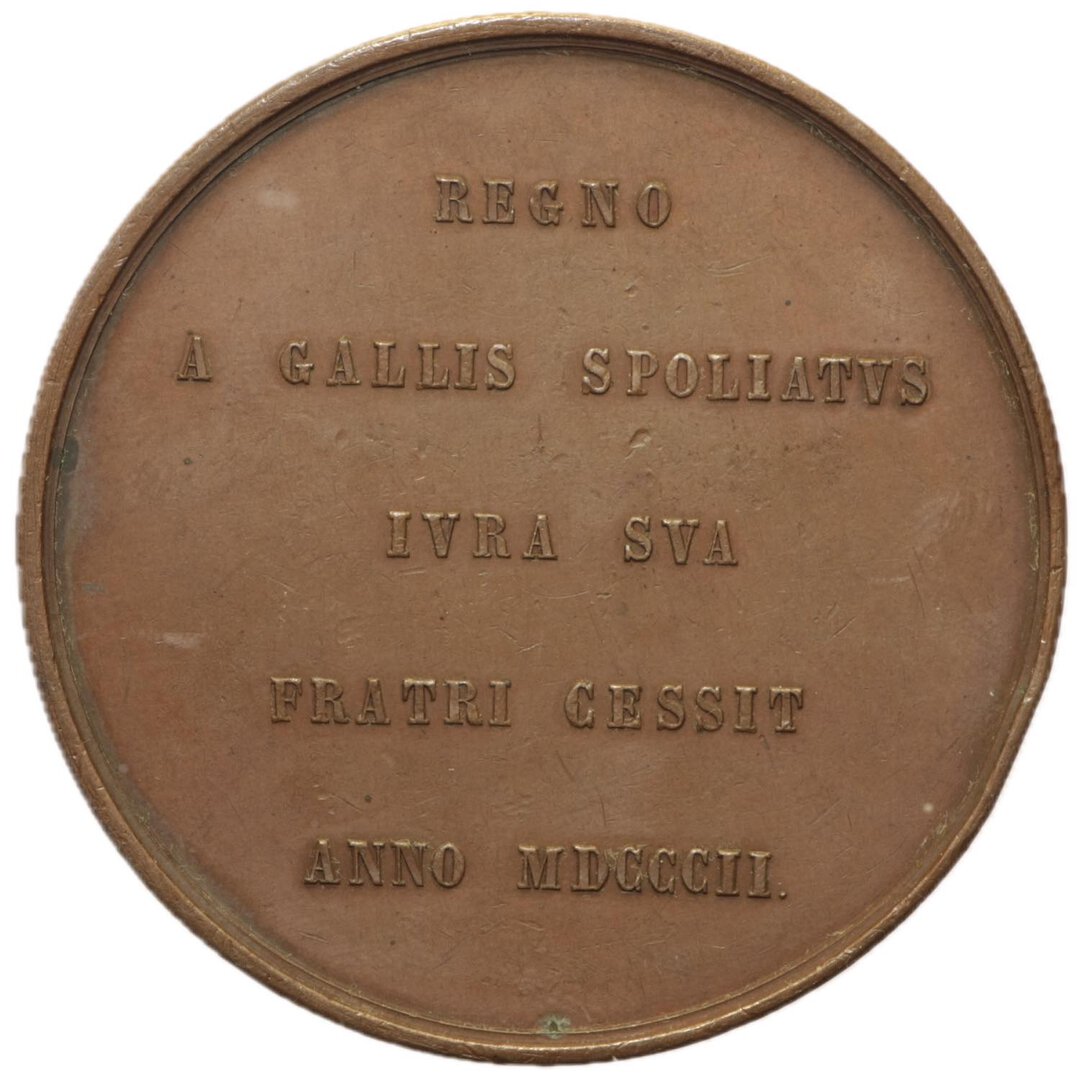 REGNO
A GALLIS SPOLIATVS
IVRA SVA
FRATRI CESSIT
ANNO MDCCCII.